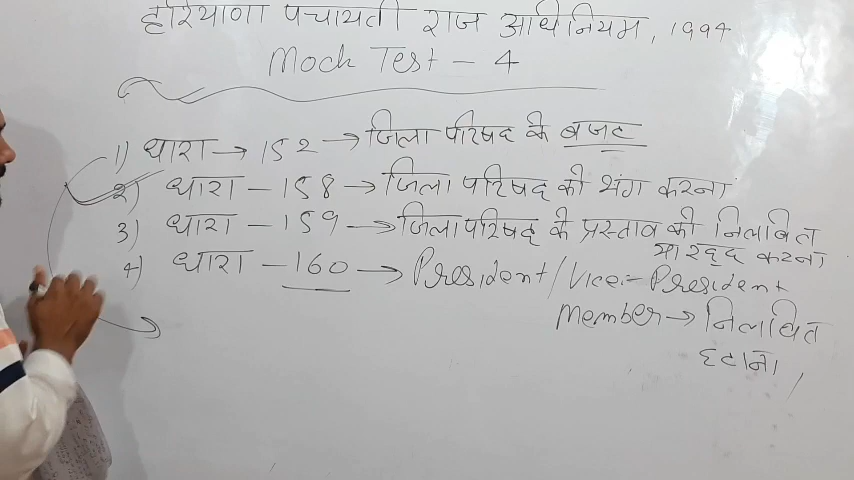 हरियाणा पंचायती राज अधिनियम, 1994
Mock Test - 4
1) धारा → 152 → जिला परिषद के बजट
2) धारा - 158 → जिला परिषद को भंग करना
3) धारा - 159 → जिला परिषद के प्रस्ताव को निलंबित
या रद्द करना
4) धारा - 160 → President/Vice-President
Member → निलंबित
हटाना